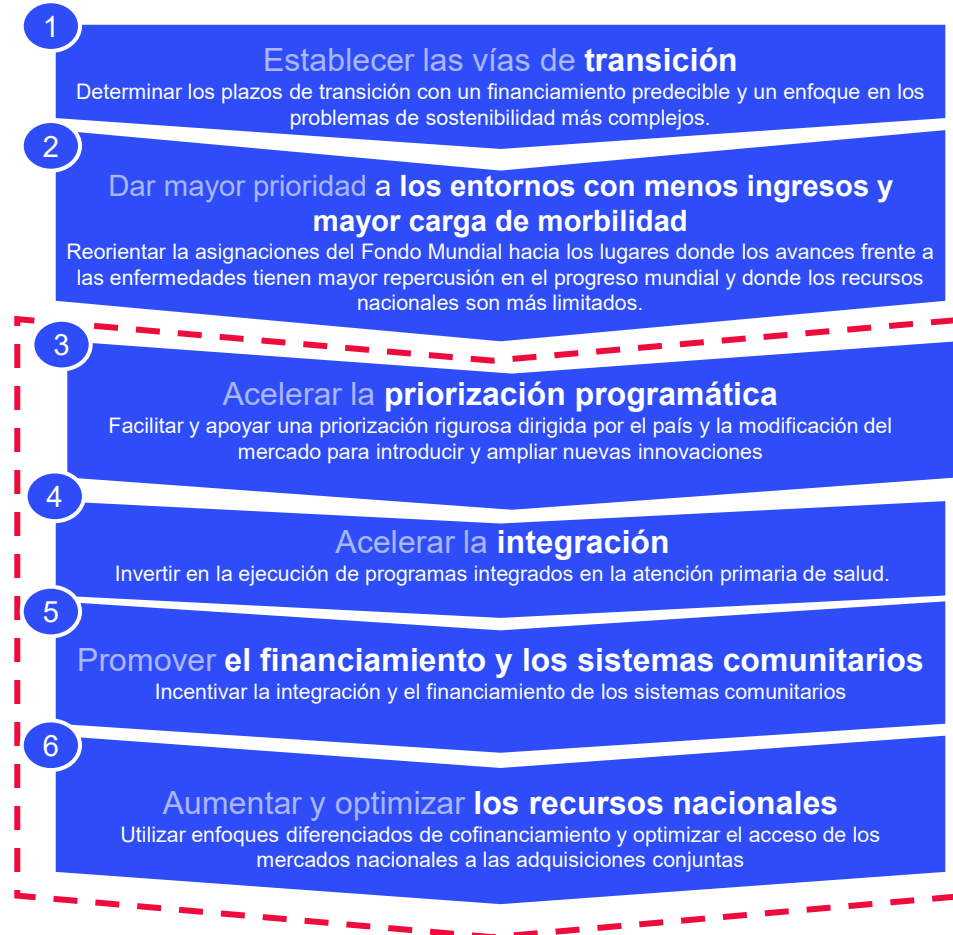 1
Establecer las vías de transición
Determinar los plazos de transición con un financiamiento predecible y un enfoque en los
problemas de sostenibilidad más complejos.
2
Dar mayor prioridad a los entornos con menos ingresos y
mayor carga de morbilidad
Reorientar la asignaciones del Fondo Mundial hacia los lugares donde los avances frente a
las enfermedades tienen mayor repercusión en el progreso mundial y donde los recursos
nacionales son más limitados.
3
Acelerar la priorización programática
Facilitar y apoyar una priorización rigurosa dirigida por el país y la modificación del
mercado para introducir y ampliar nuevas innovaciones
4
Acelerar la integración
Invertir en la ejecución de programas integrados en la atención primaria de salud.
5
Promover el financiamiento y los sistemas comunitarios
Incentivar la integración y el financiamiento de los sistemas comunitarios
6
Aumentar y optimizar los recursos nacionales
Utilizar enfoques diferenciados de cofinanciamiento y optimizar el acceso de los
mercados nacionales a las adquisiciones conjuntas